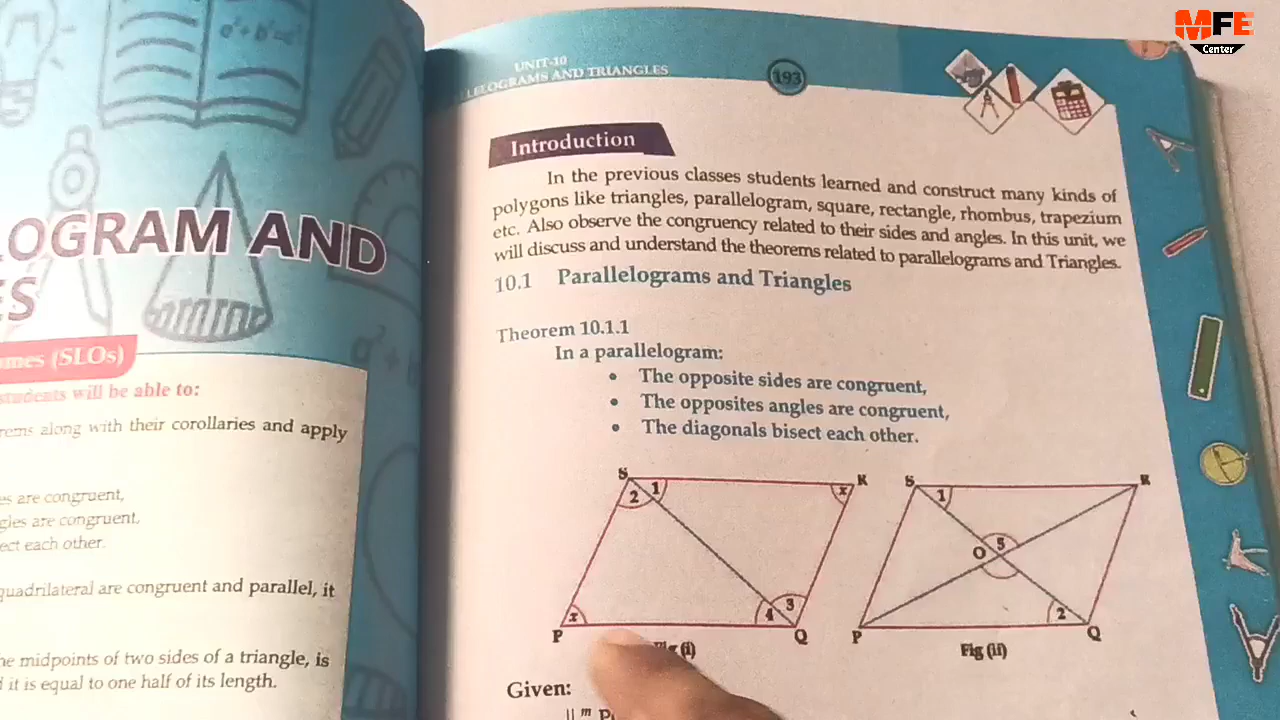 MFE
Center
a²+b²=c²
LOGRAM AND
ES
omes (SLOs)
students will be able to:
rems along with their corollaries and apply
es are congruent,
gles are congruent,
ect each other.
quadrilateral are congruent and parallel, it
he midpoints of two sides of a triangle, is
d it is equal to one half of its length.
UNIT-10
LELOGRAMS AND TRIANGLES
193
Introduction
In the previous classes students learned and construct many kinds of
polygons like triangles, parallelogram, square, rectangle, rhombus, trapezium
etc. Also observe the congruency related to their sides and angles. In this unit, we
will discuss and understand the theorems related to parallelograms and Triangles.
10.1 Parallelograms and Triangles
Theorem 10.1.1
In a parallelogram:
• The opposite sides are congruent,
• The opposites angles are congruent,
• The diagonals bisect each other.
S 2 1 x R
P x 4 3 Q
Fig (i)
S 1 R
O 5
P 2 Q
Fig (ii)
Given:
||ᵐ P